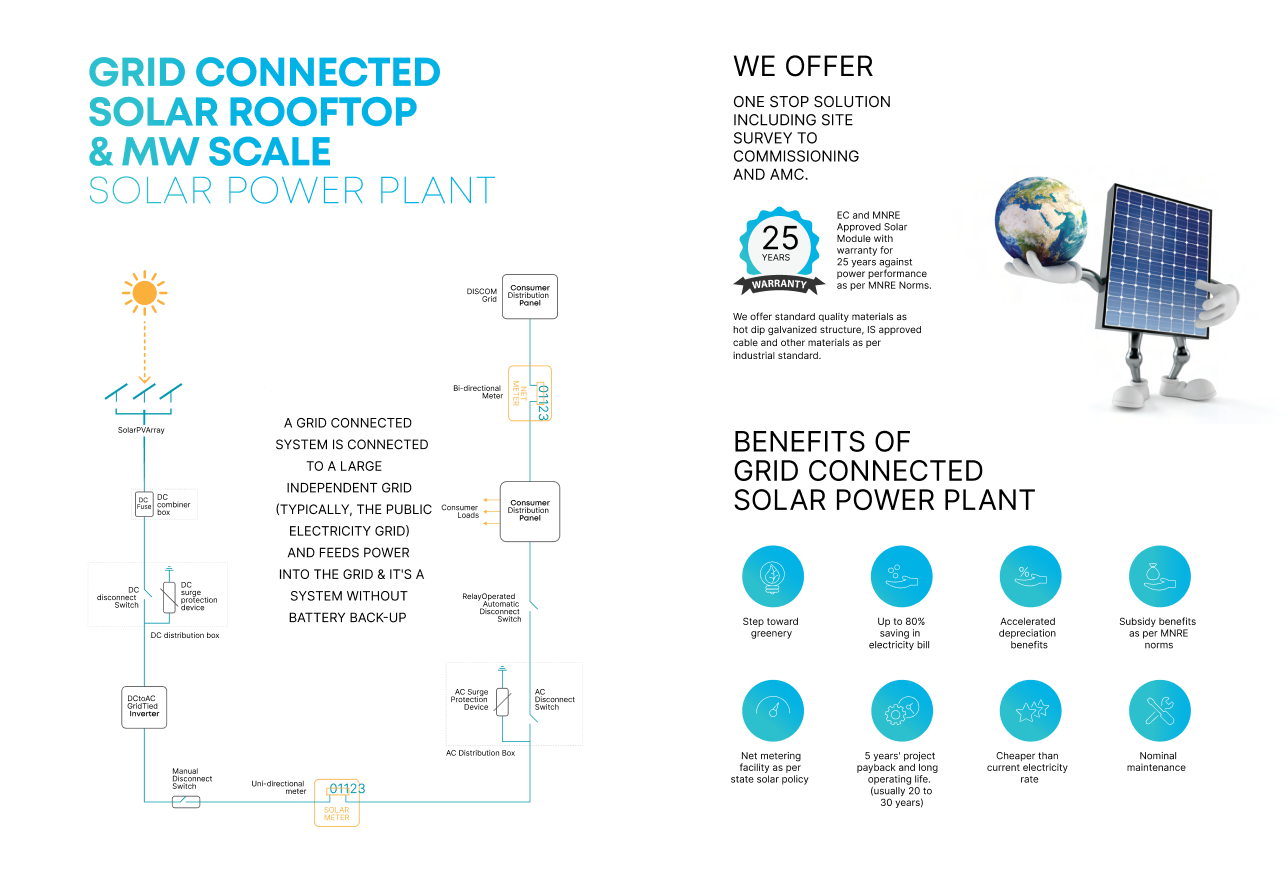 GRID CONNECTED
SOLAR ROOFTOP
& MW SCALE
SOLAR POWER PLANT
SolarPVArray
DC
Fuse
DC
combiner
box
DC
disconnect
Switch
DC
surge
protection
device
DC distribution box
DCtoAC
GridTied
Inverter
Manual
Disconnect
Switch
Uni-directional
meter
01123
SOLAR
METER
A GRID CONNECTED
SYSTEM IS CONNECTED
TO A LARGE
INDEPENDENT GRID
(TYPICALLY, THE PUBLIC
ELECTRICITY GRID)
AND FEEDS POWER
INTO THE GRID & IT'S A
SYSTEM WITHOUT
BATTERY BACK-UP
DISCOM
Grid
Consumer
Distribution
Panel
Bi-directional
Meter
NET
METER
01123
Consumer
Loads
Consumer
Distribution
Panel
RelayOperated
Automatic
Disconnect
Switch
AC Surge
Protection
Device
AC
Disconnect
Switch
AC Distribution Box
WE OFFER
ONE STOP SOLUTION
INCLUDING SITE
SURVEY TO
COMMISSIONING
AND AMC.
25
YEARS
WARRANTY
EC and MNRE
Approved Solar
Module with
warranty for
25 years against
power performance
as per MNRE Norms.
We offer standard quality materials as
hot dip galvanized structure, IS approved
cable and other materials as per
industrial standard.
BENEFITS OF
GRID CONNECTED
SOLAR POWER PLANT
Step toward
greenery
Up to 80%
saving in
electricity bill
%
Accelerated
depreciation
benefits
Subsidy benefits
as per MNRE
norms
Net metering
facility as per
state solar policy
5 years' project
payback and long
operating life.
(usually 20 to
30 years)
Cheaper than
current electricity
rate
Nominal
maintenance